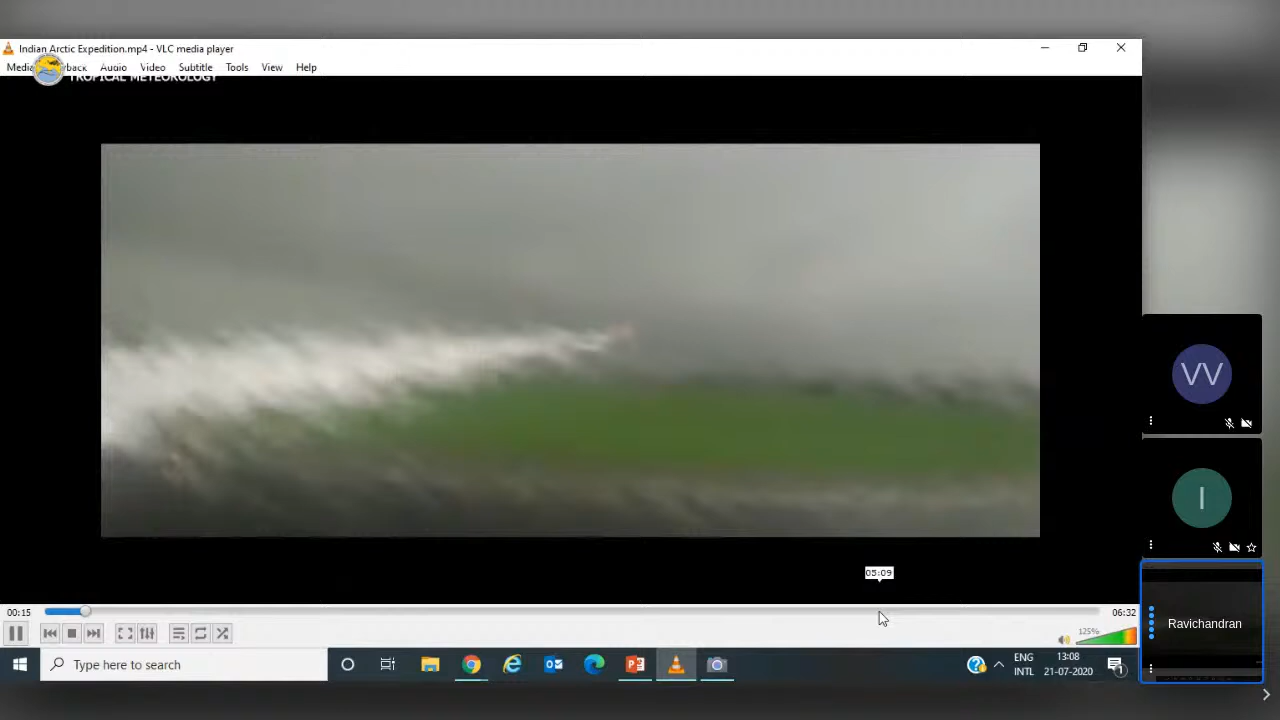 Indian Arctic Expedition.mp4 - VLC media player
Media
back Audio Video Subtitle Tools View Help
TROPICAL METEOROLOGY
VV
I
05:09
00:15
06:32
Ravichandran
125%
Type here to search
ENG
INTL
13:08
21-07-2020
1